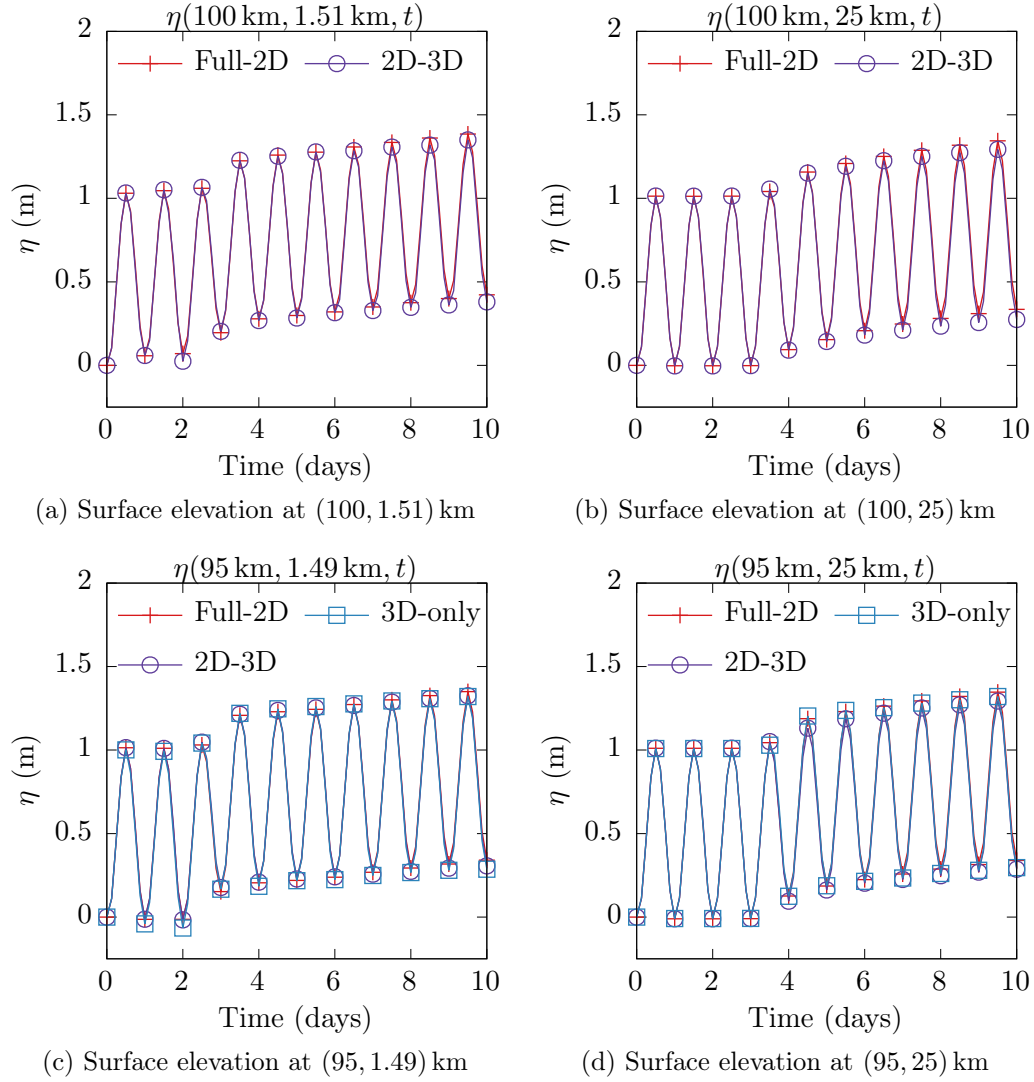 η(100 km, 1.51 km, t)
Full-2D 2D-3D
2
1.5
1
0.5
0
η (m)
0 2 4 6 8 10
Time (days)
(a) Surface elevation at (100, 1.51) km
η(100 km, 25 km, t)
Full-2D 2D-3D
2
1.5
1
0.5
0
η (m)
0 2 4 6 8 10
Time (days)
(b) Surface elevation at (100, 25) km
η(95 km, 1.49 km, t)
Full-2D 3D-only
2D-3D
2
1.5
1
0.5
0
η (m)
0 2 4 6 8 10
Time (days)
(c) Surface elevation at (95, 1.49) km
η(95 km, 25 km, t)
Full-2D 3D-only
2D-3D
2
1.5
1
0.5
0
η (m)
0 2 4 6 8 10
Time (days)
(d) Surface elevation at (95, 25) km